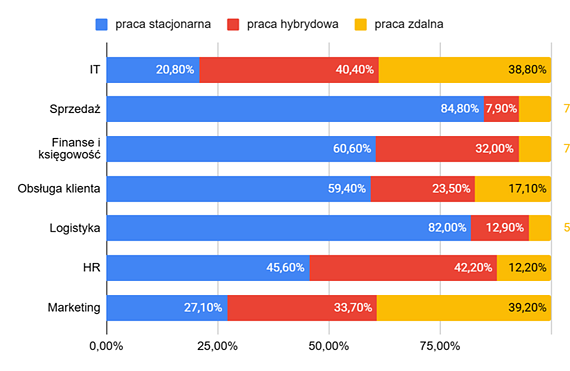 praca stacjonarna praca hybrydowa praca zdalna
IT 20,80% 40,40% 38,80%
Sprzedaż 84,80% 7,90% 7
Finanse i
księgowość 60,60% 32,00% 7
Obsługa klienta 59,40% 23,50% 17,10%
Logistyka 82,00% 12,90% 5
HR 45,60% 42,20% 12,20%
Marketing 27,10% 33,70% 39,20%
0,00% 25,00% 50,00% 75,00%